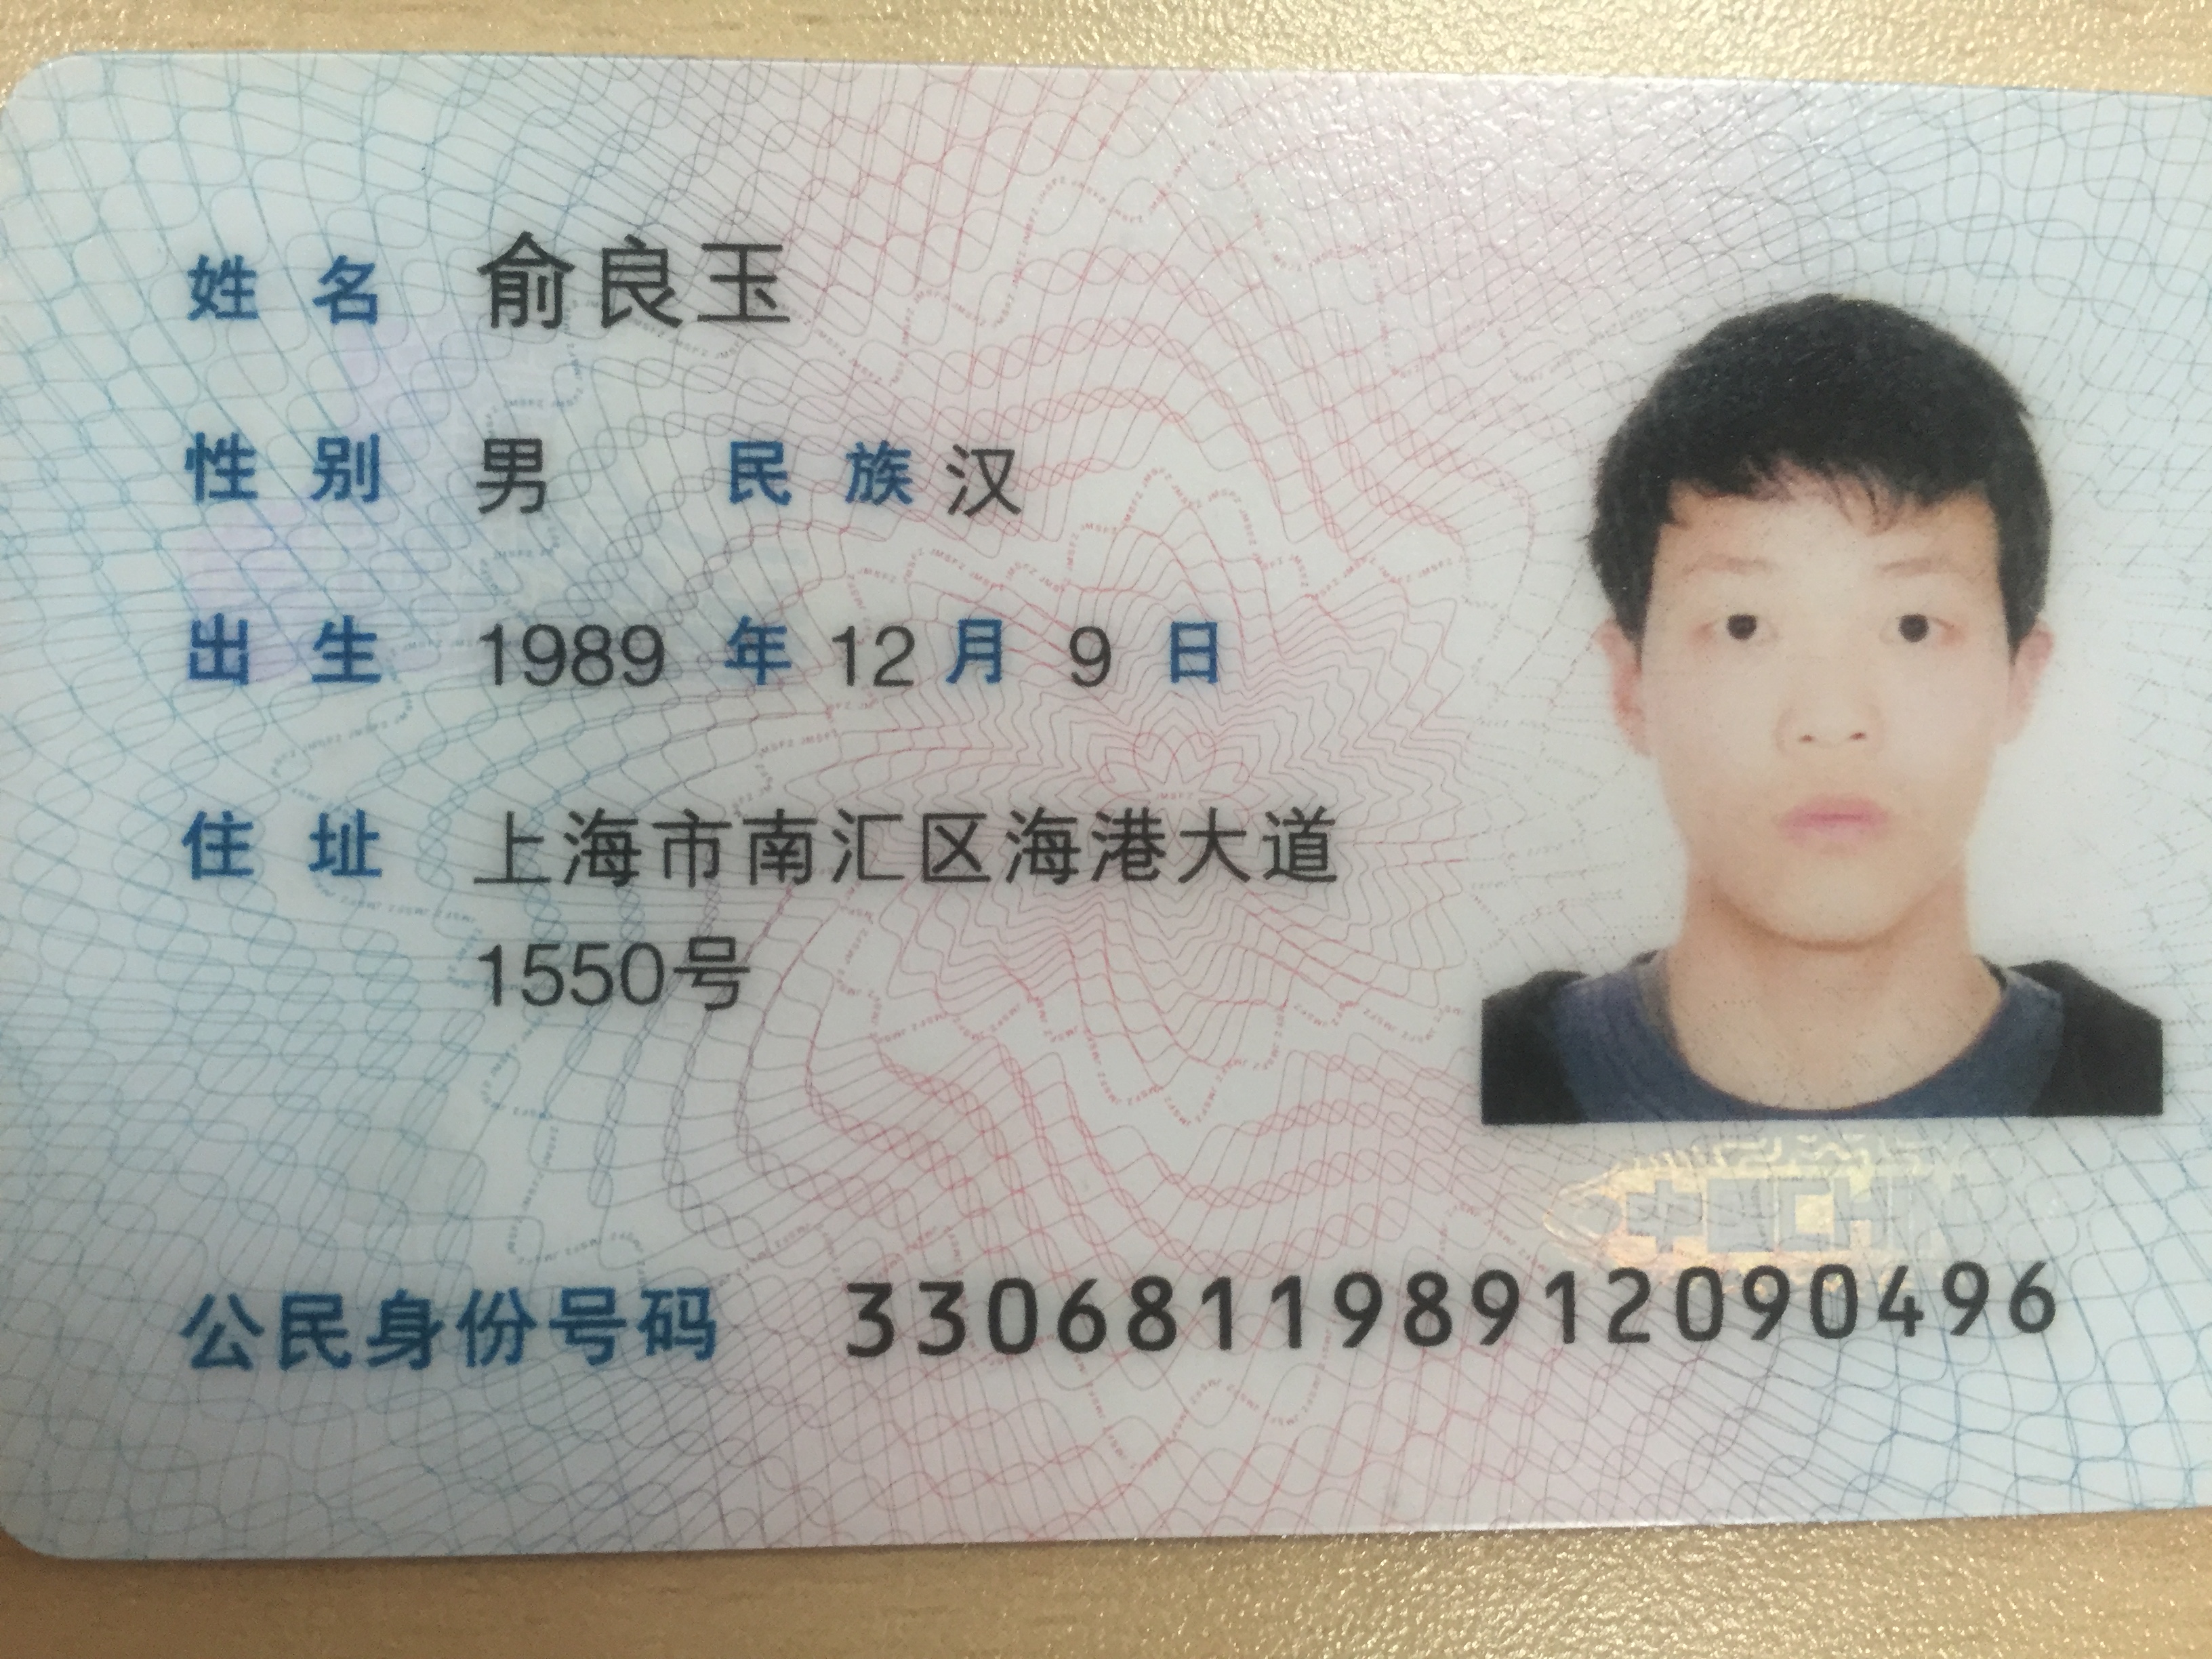 姓名 俞良玉
性别 男 民族 汉
出生 1989 年 12 月 9 日
住址 上海市南汇区海港大道
1550号
公民身份号码 330681198912090496